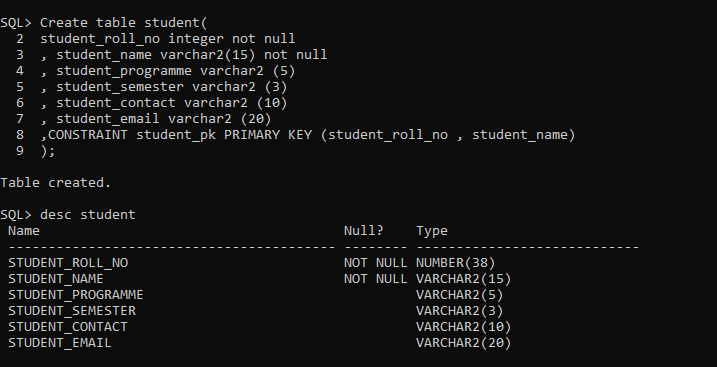 SQL> Create table student(
  2  student_roll_no integer not null
  3  , student_name varchar2(15) not null
  4  , student_programme varchar2 (5)
  5  , student_semester varchar2 (3)
  6  , student_contact varchar2 (10)
  7  , student_email varchar2 (20)
  8  ,CONSTRAINT student_pk PRIMARY KEY (student_roll_no , student_name)
  9  );
Table created.
SQL> desc student
 Name                                      Null?    Type
 ----------------------------------------- -------- ----------------------------
 STUDENT_ROLL_NO                           NOT NULL NUMBER(38)
 STUDENT_NAME                              NOT NULL VARCHAR2(15)
 STUDENT_PROGRAMME                                  VARCHAR2(5)
 STUDENT_SEMESTER                                   VARCHAR2(3)
 STUDENT_CONTACT                                    VARCHAR2(10)
 STUDENT_EMAIL                                      VARCHAR2(20)